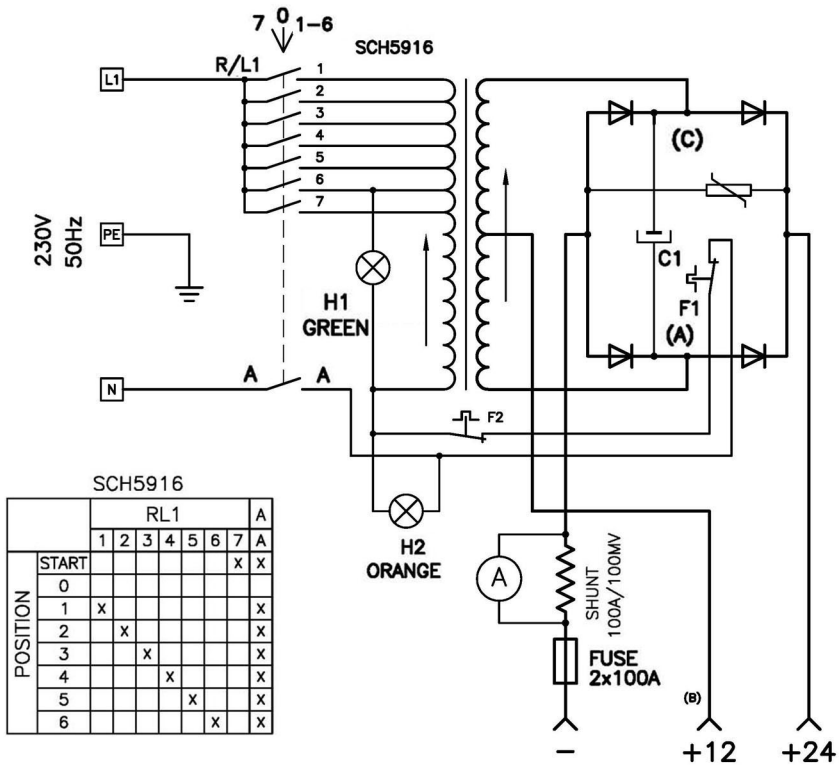 7 0 1-6
SCH5916
R/L1
L1
1
2
3
4
5
6
7
(C)
230V
50Hz
PE
C1
F1
H1
GREEN
(A)
N
A A
F2
SCH5916
RL1 A
1 2 3 4 5 6 7 A
POSITION
START X X
0
1 X X
2 X X
3 X X
4 X X
5 X X
6 X X
H2
ORANGE
A
SHUNT
100A/100MV
FUSE
2x100A
(B)
- +12 +24